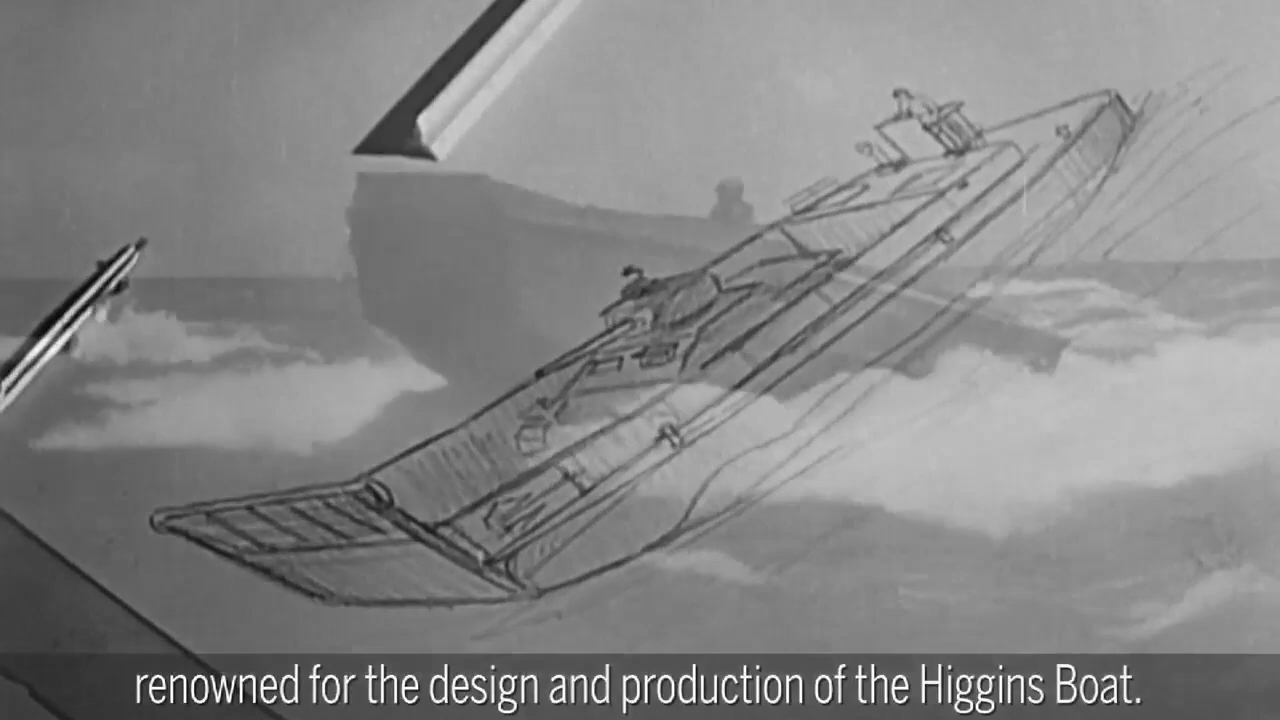 renowned for the design and production of the Higgins Boat.